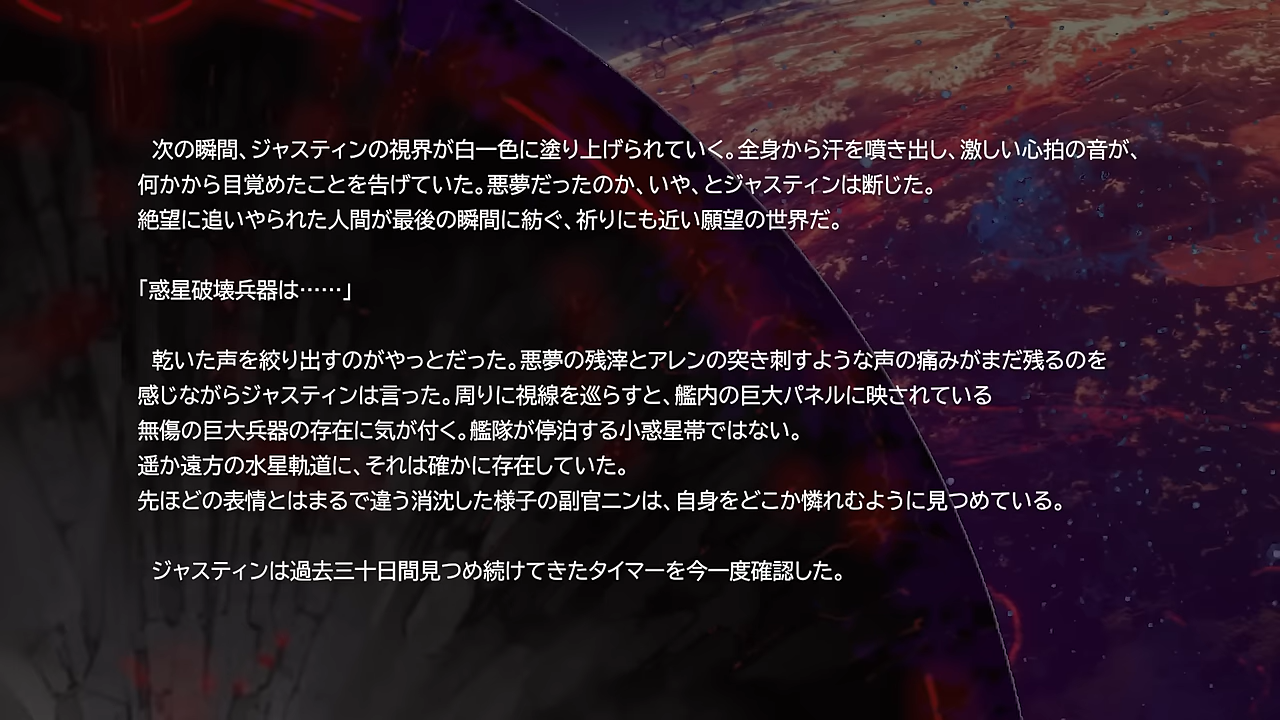 次の瞬間、ジャスティンの視界が白一色に塗り上げられていく。全身から汗を噴き出し、激しい心拍の音が、
何かから目覚めたことを告げていた。悪夢だったのか、いや、とジャスティンは断じた。
絶望に追いやられた人間が最後の瞬間に紡ぐ、祈りにも近い願望の世界だ。
「惑星破壊兵器は……」
乾いた声を絞り出すのがやっとだった。悪夢の残滓とアレンの突き刺すような声の痛みがまだ残るのを
感じながらジャスティンは言った。周りに視線を巡らすと、艦内の巨大パネルに映されている
無傷の巨大兵器の存在に気が付く。艦隊が停泊する小惑星帯ではない。
遥か遠方の水星軌道に、それは確かに存在していた。
先ほどの表情とはまるで違う消沈した様子の副官ニンは、自身をどこか憐れむように見つめている。
ジャスティンは過去三十日間見つめ続けてきたタイマーを今一度確認した。